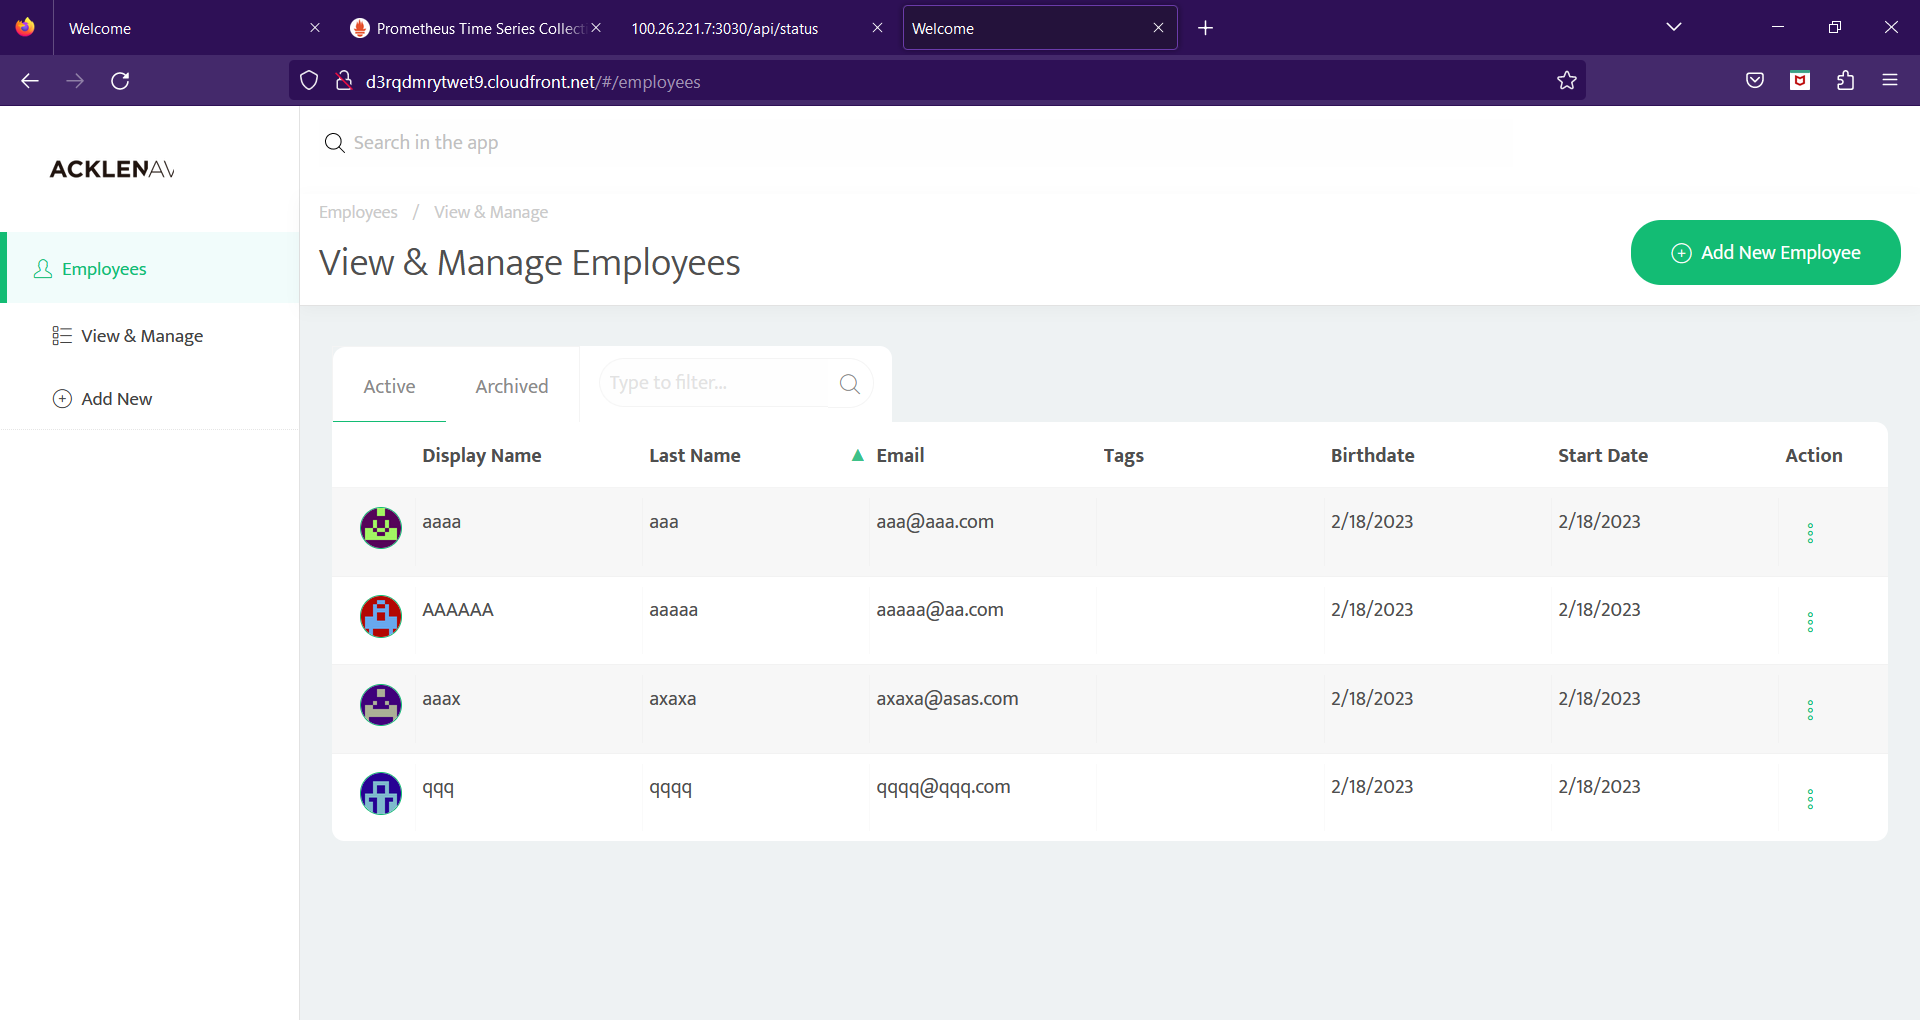 Welcome
Prometheus Time Series Collect
100.26.221.7:3030/api/status
Welcome
d3rqdmrytwet9.cloudfront.net/#/employees
ACKLENAV
Search in the app
Employees / View & Manage
View & Manage Employees
Add New Employee
Employees
View & Manage
Add New
Active
Archived
Type to filter...
Display Name Last Name ▲ Email Tags Birthdate Start Date Action
aaaa aaa aaa@aaa.com 2/18/2023 2/18/2023
AAAAAA aaaaa aaaaa@aa.com 2/18/2023 2/18/2023
aaax axaxa axaxa@asas.com 2/18/2023 2/18/2023
qqq qqqq qqqq@qqq.com 2/18/2023 2/18/2023